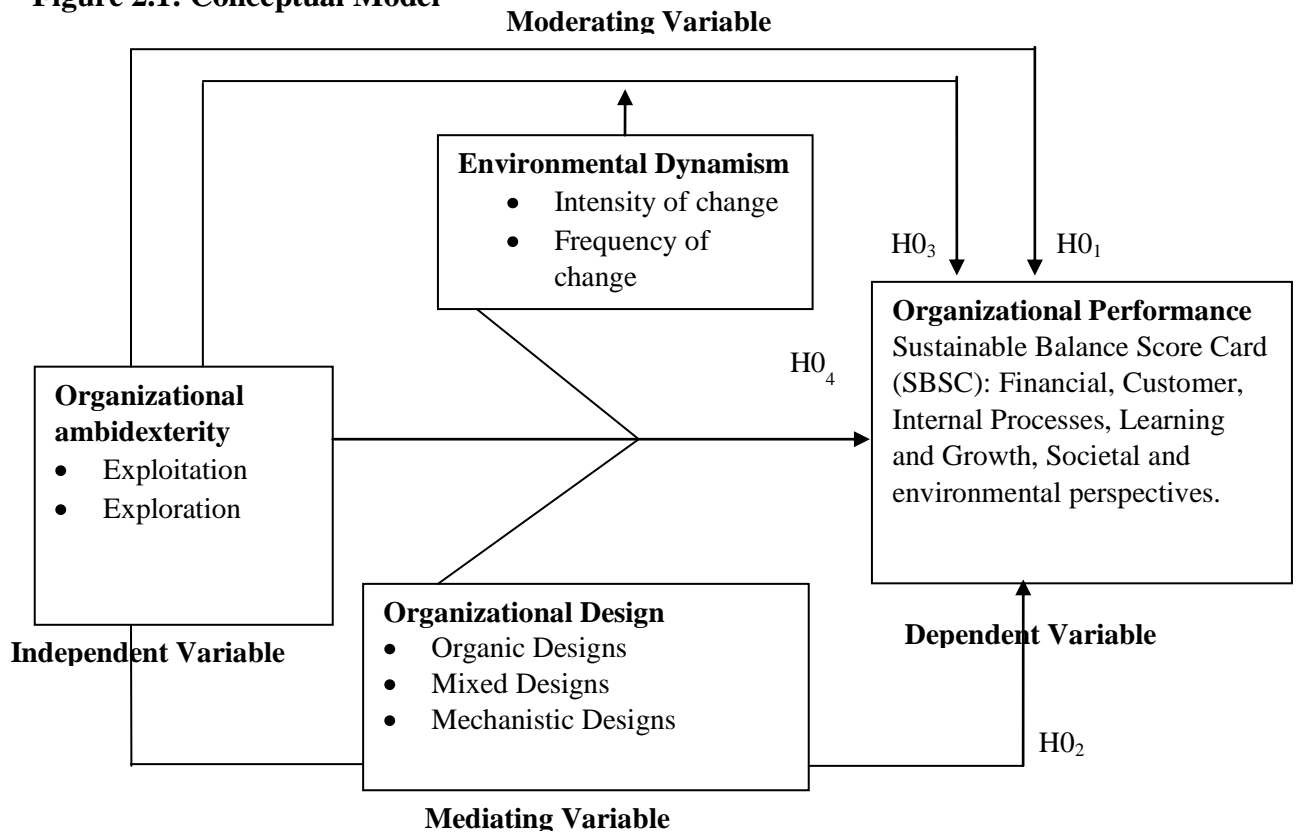 Figure 2.1: Conceptual Model
Moderating Variable
Environmental Dynamism
• Intensity of change
• Frequency of
change
H0₃
H0₁
Organizational Performance
Sustainable Balance Score Card
(SBSC): Financial, Customer,
Internal Processes, Learning
and Growth, Societal and
environmental perspectives.
H0₄
Organizational
ambidexterity
• Exploitation
• Exploration
Organizational Design
• Organic Designs
• Mixed Designs
• Mechanistic Designs
Independent Variable
Dependent Variable
H0₂
Mediating Variable